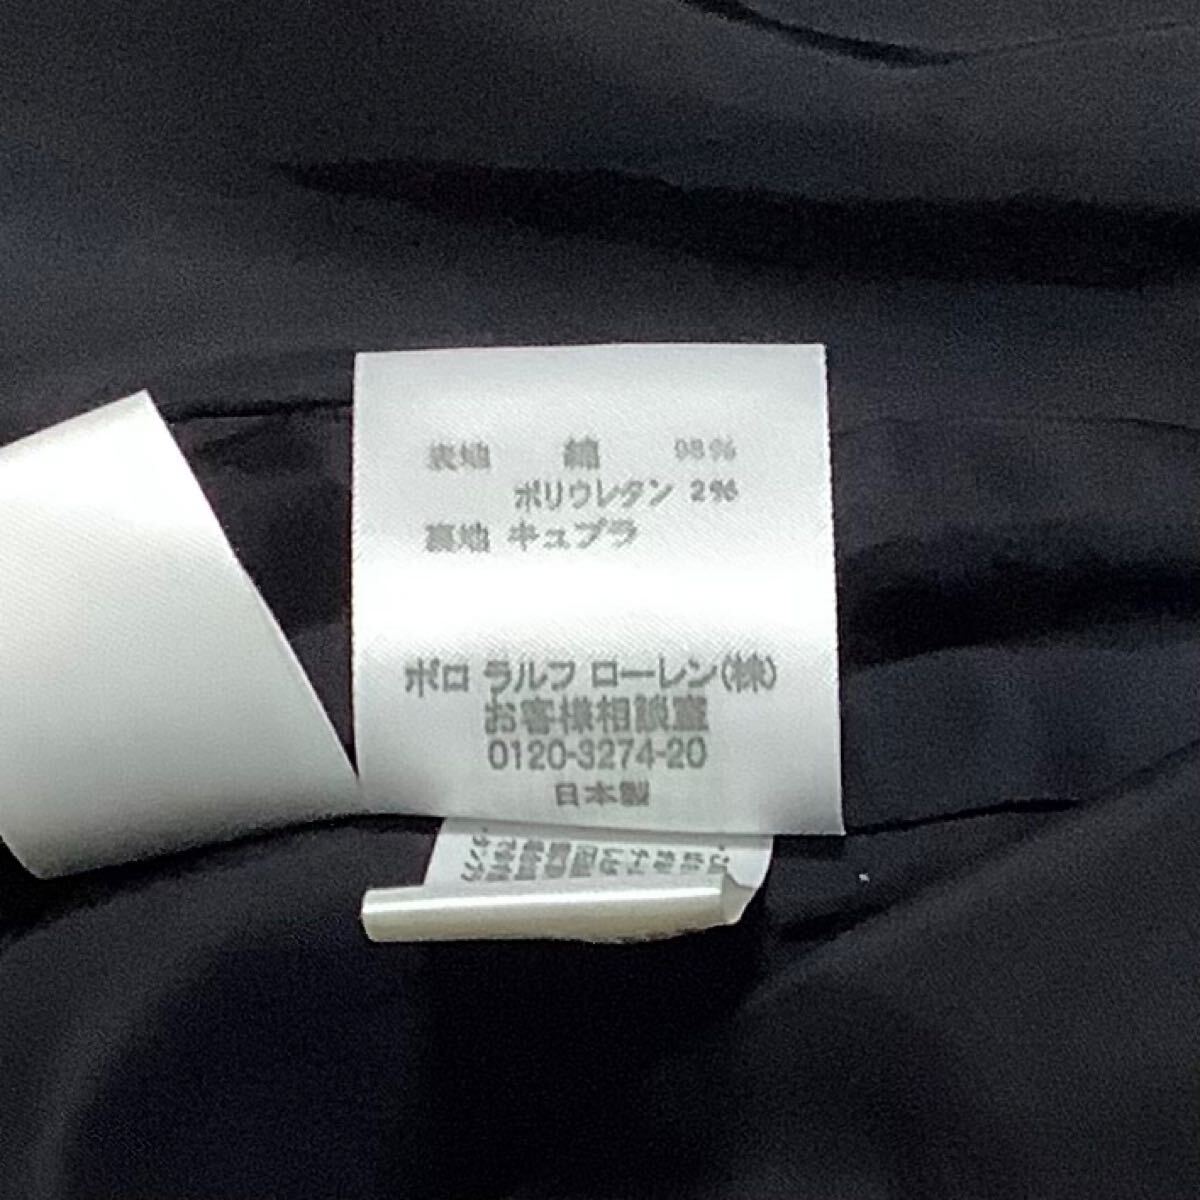 表地 綿 98%
ポリウレタン 2%
裏地 キュプラ
ポロ ラルフ ローレン(株)
お客様相談室
0120-3274-20
日本製